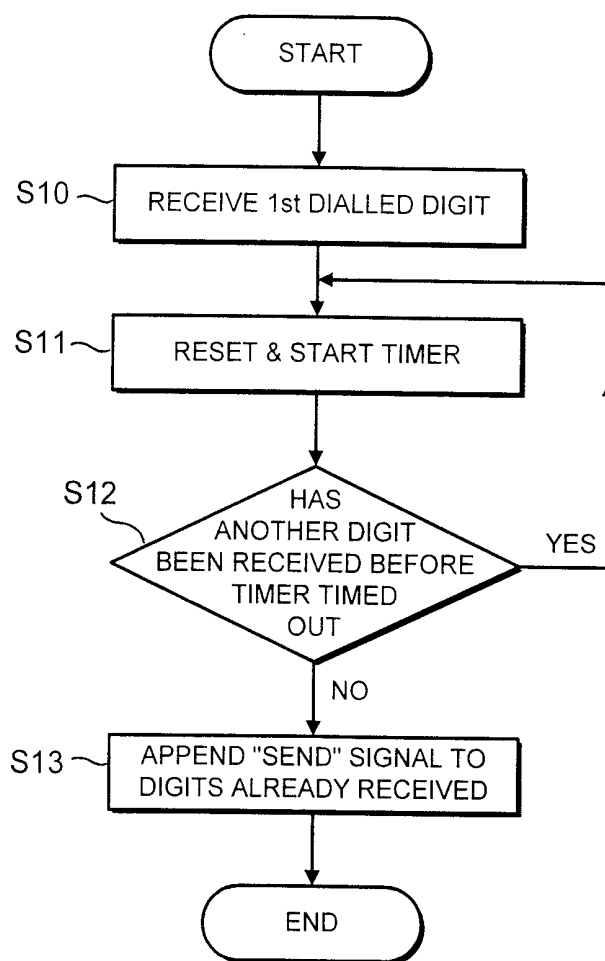 START
S10
RECEIVE 1st DIALLED DIGIT
S11
RESET & START TIMER
S12
HAS
ANOTHER DIGIT
BEEN RECEIVED BEFORE
TIMER TIMED
OUT
YES
NO
S13
APPEND "SEND" SIGNAL TO
DIGITS ALREADY RECEIVED
END